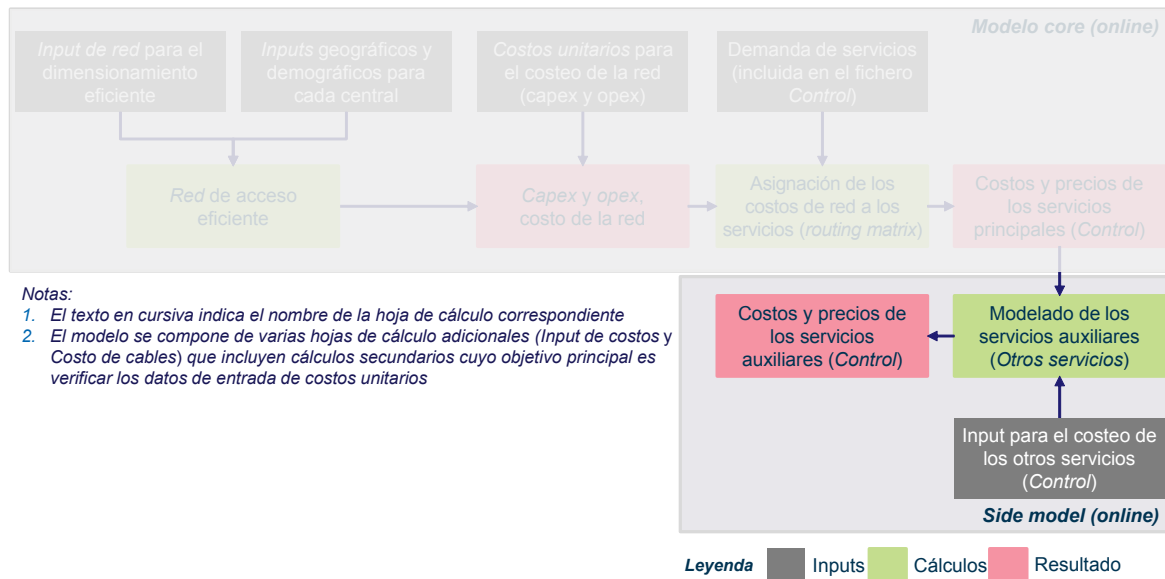 Modelo core (online)
Input de red para el
dimensionamiento
eficiente
Inputs geográficos y
demográficos para
cada central
Costos unitarios para
el costeo de la red
(capex y opex)
Demanda de servicios
(incluida en el fichero
Control)
Red de acceso
eficiente
Capex y opex,
costo de la red
Asignación de los
costos de red a los
servicios (routing matrix)
Costos y precios de
los servicios
principales (Control)
Notas:
1. El texto en cursiva indica el nombre de la hoja de cálculo correspondiente
2. El modelo se compone de varias hojas de cálculo adicionales (Input de costos y
Costo de cables) que incluyen cálculos secundarios cuyo objetivo principal es
verificar los datos de entrada de costos unitarios
Costos y precios de
los servicios
auxiliares (Control)
Modelado de los
servicios auxiliares
(Otros servicios)
Input para el costeo de
los otros servicios
(Control)
Side model (online)
Leyenda Inputs Cálculos Resultado